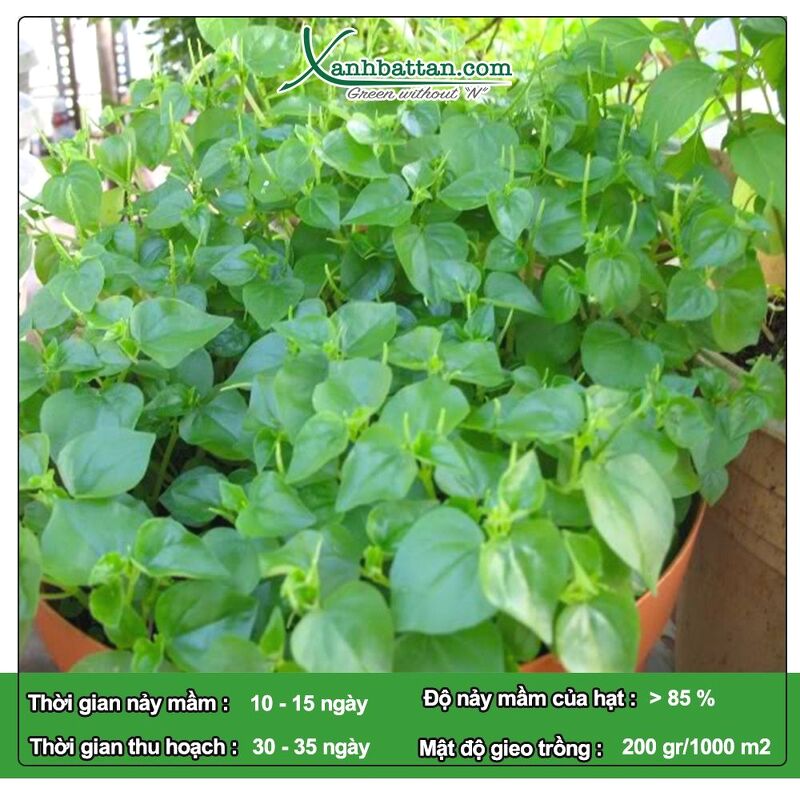 Xanhbattan.com
Green without "N"
Thời gian nảy mầm : 10 - 15 ngày
Độ nảy mầm của hạt : > 85 %
Thời gian thu hoạch : 30 - 35 ngày
Mật độ gieo trồng : 200 gr/1000 m2